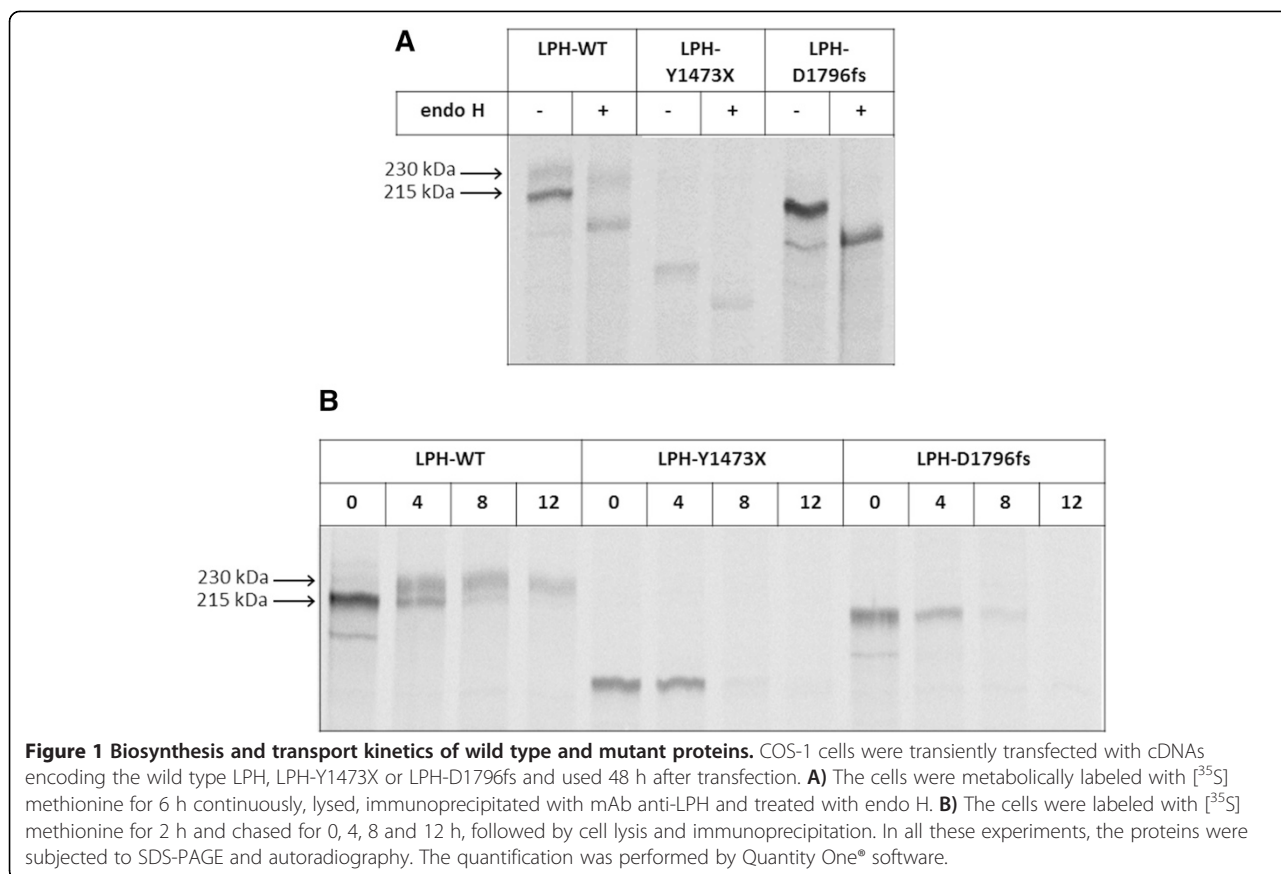 A
LPH-WT LPH-Y1473X LPH-D1796fs
endo H - + - + - +
230 kDa
215 kDa
B
LPH-WT LPH-Y1473X LPH-D1796fs
0 4 8 12 0 4 8 12 0 4 8 12
230 kDa
215 kDa
Figure 1 Biosynthesis and transport kinetics of wild type and mutant proteins. COS-1 cells were transiently transfected with cDNAs
encoding the wild type LPH, LPH-Y1473X or LPH-D1796fs and used 48 h after transfection. A) The cells were metabolically labeled with [³⁵S]
methionine for 6 h continuously, lysed, immunoprecipitated with mAb anti-LPH and treated with endo H. B) The cells were labeled with [³⁵S]
methionine for 2 h and chased for 0, 4, 8 and 12 h, followed by cell lysis and immunoprecipitation. In all these experiments, the proteins were
subjected to SDS-PAGE and autoradiography. The quantification was performed by Quantity One® software.